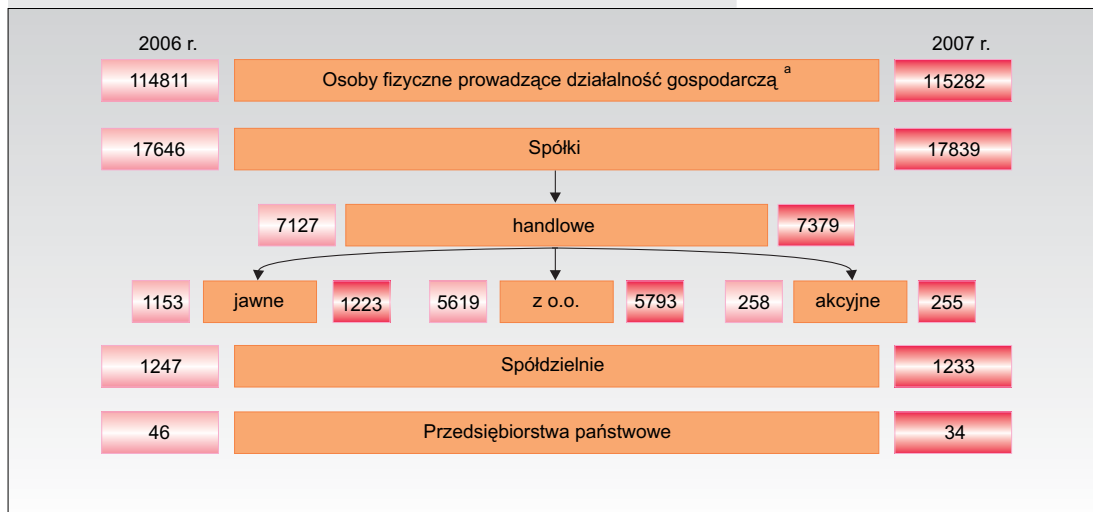 2006 r. 2007 r.
114811 Osoby fizyczne prowadzące działalność gospodarczą a 115282
17646 Spółki 17839
7127 handlowe 7379
1153 jawne 1223 5619 z o.o. 5793 258 akcyjne 255
1247 Spółdzielnie 1233
46 Przedsiębiorstwa państwowe 34